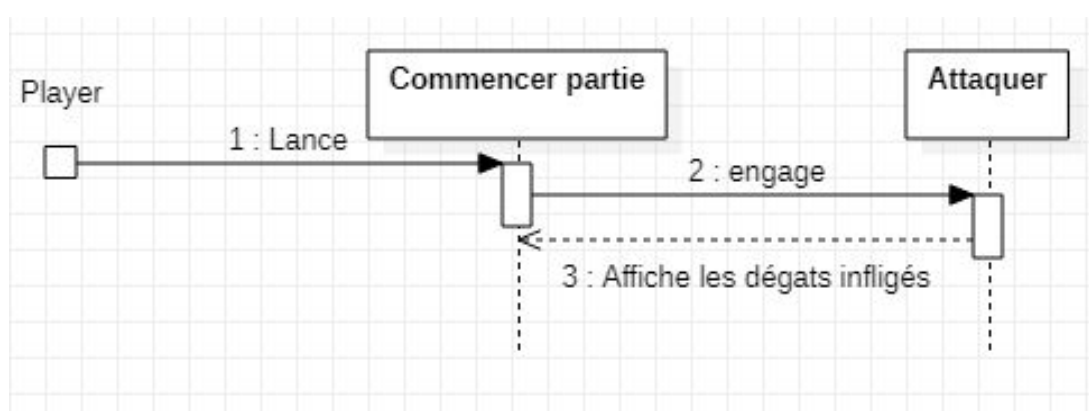 Commencer partie
Attaquer
Player
1 : Lance
2 : engage
3 : Affiche les dégats infligés